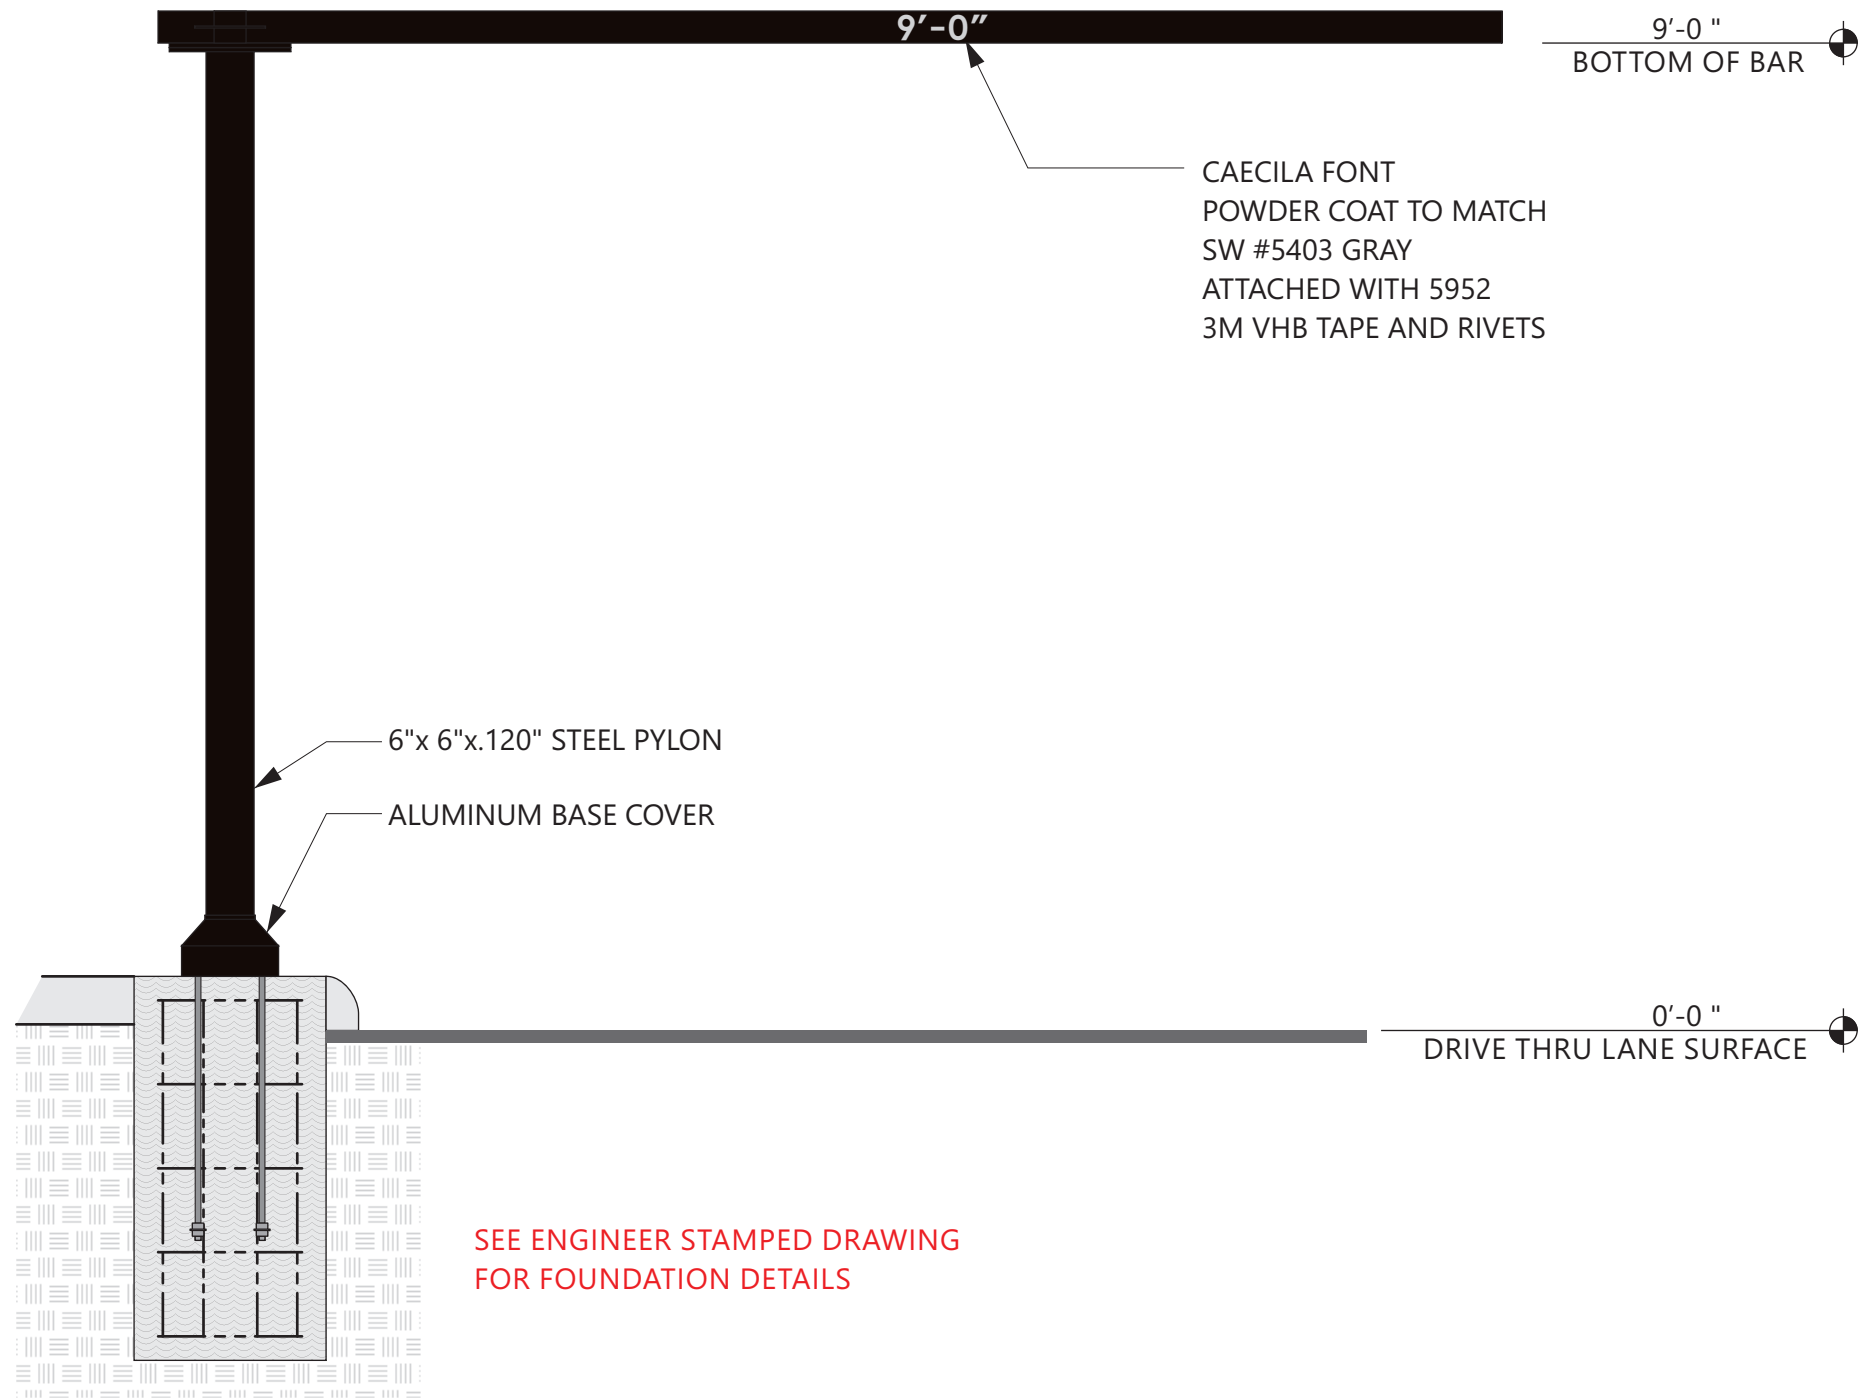 9’-0”
9’-0 "
BOTTOM OF BAR
CAECILA FONT
POWDER COAT TO MATCH
SW #5403 GRAY
ATTACHED WITH 5952
3M VHB TAPE AND RIVETS
6"x 6"x.120" STEEL PYLON
ALUMINUM BASE COVER
0’-0 "
DRIVE THRU LANE SURFACE
SEE ENGINEER STAMPED DRAWING
FOR FOUNDATION DETAILS